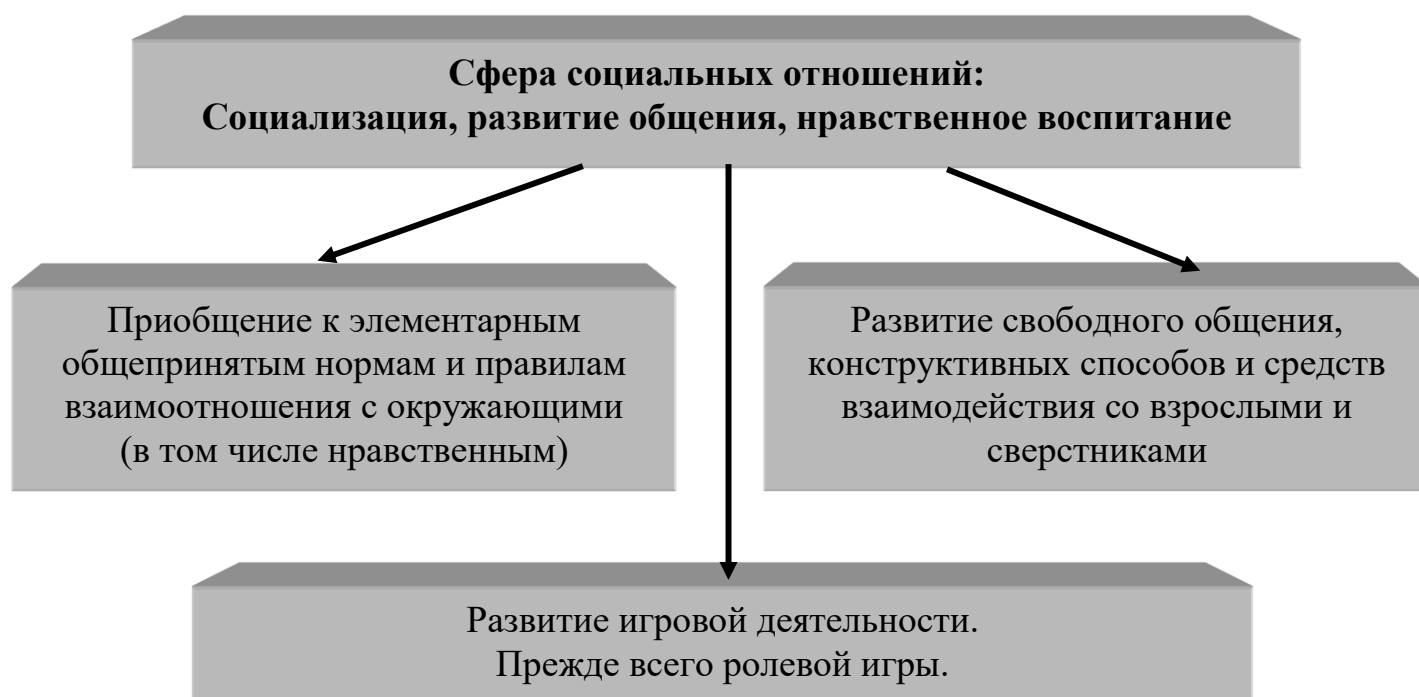 Сфера социальных отношений:
Социализация, развитие общения, нравственное воспитание
Приобщение к элементарным
общепринятым нормам и правилам
взаимоотношения с окружающими
(в том числе нравственным)
Развитие свободного общения,
конструктивных способов и средств
взаимодействия со взрослыми и
сверстниками
Развитие игровой деятельности.
Прежде всего ролевой игры.